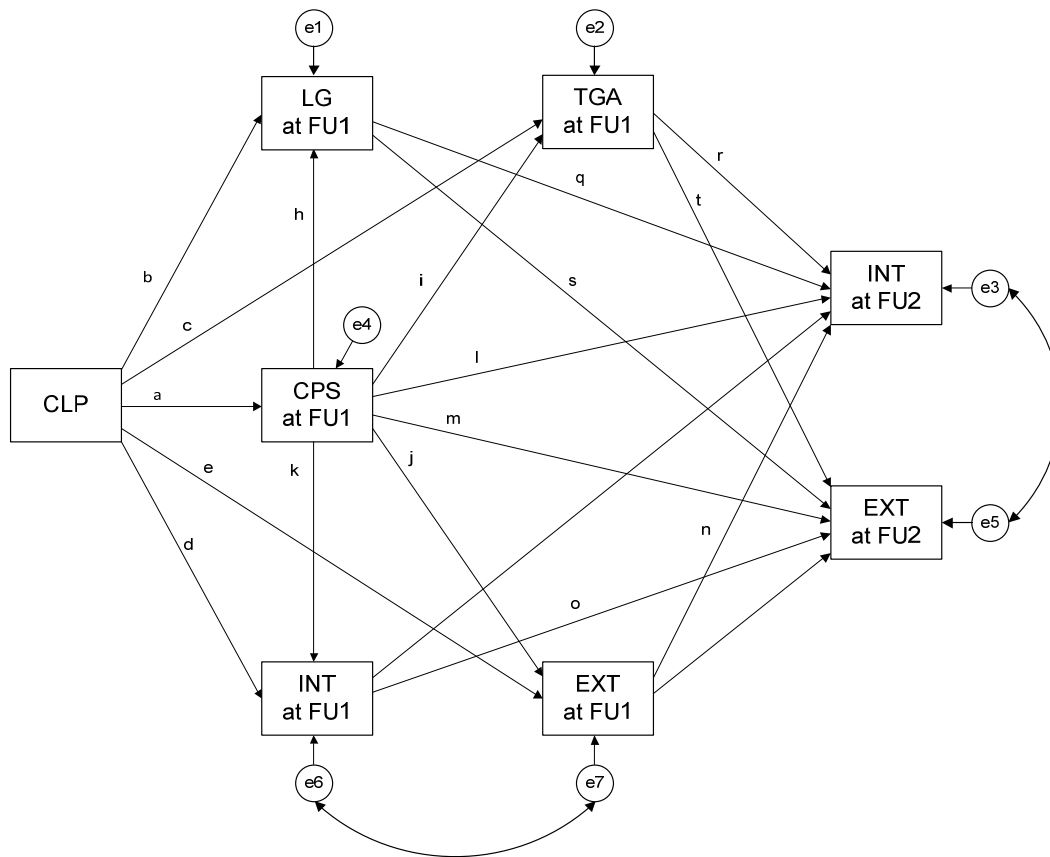 e1
e2
LG
at FU1
TGA
at FU1
r
q
t
h
b
i
s
INT
at FU2
e3
c
e4
l
CLP
a
CPS
at FU1
m
k
e
j
d
n
EXT
at FU2
e5
o
INT
at FU1
EXT
at FU1
e6
e7